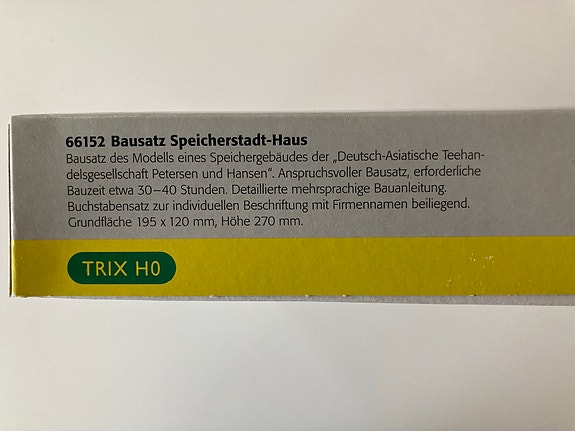 66152 Bausatz Speicherstadt-Haus
Bausatz des Modells eines Speichergebäudes der „Deutsch-Asiatische Teehan-
delsgesellschaft Petersen und Hansen“. Anspruchsvoller Bausatz, erforderliche
Bauzeit etwa 30–40 Stunden. Detaillierte mehrsprachige Bauanleitung.
Buchstabensatz zur individuellen Beschriftung mit Firmennamen beiliegend.
Grundfläche 195 x 120 mm, Höhe 270 mm.
TRIX H0